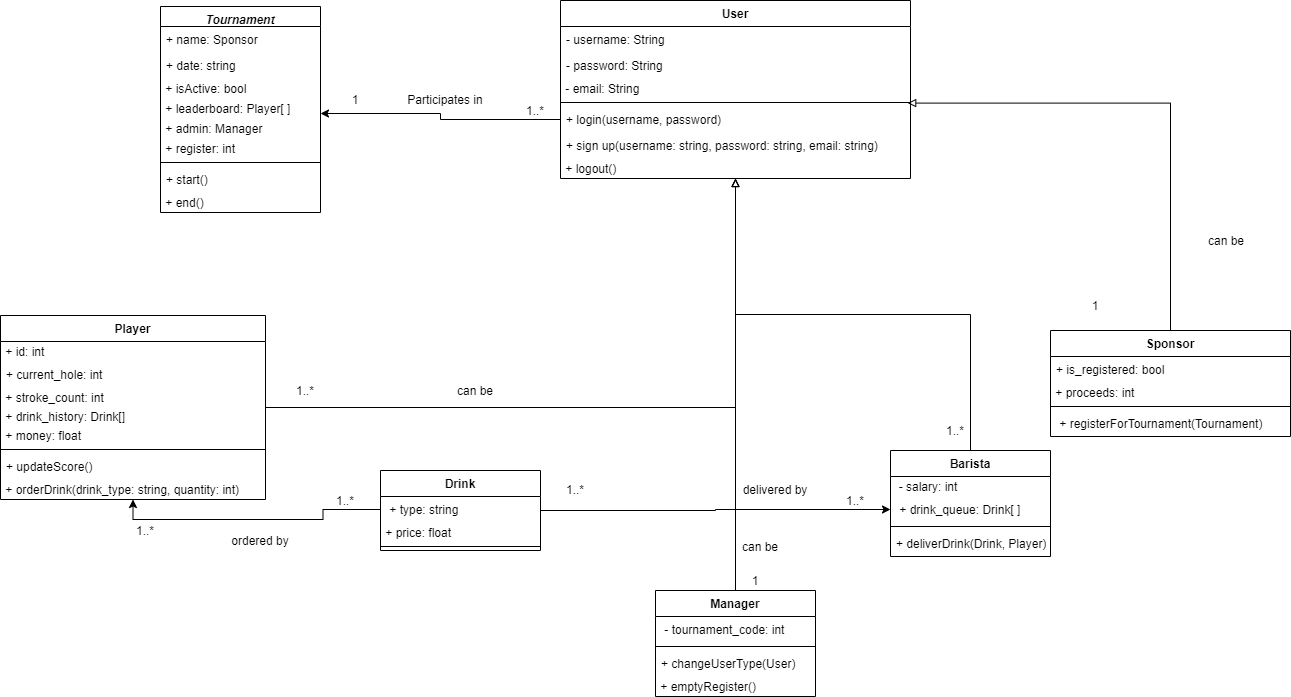 Tournament
+ name: Sponsor
+ date: string
+ isActive: bool
+ leaderboard: Player[ ]
+ admin: Manager
+ register: int
+ start()
+ end()
1
Participates in
1..*
User
- username: String
- password: String
- email: String
+ login(username, password)
+ sign up(username: string, password: string, email: string)
+ logout()
can be
1
Sponsor
+ is_registered: bool
+ proceeds: int
+ registerForTournament(Tournament)
Player
+ id: int
+ current_hole: int
+ stroke_count: int
+ drink_history: Drink[]
+ money: float
+ updateScore()
+ orderDrink(drink_type: string, quantity: int)
1..*
can be
1..*
ordered by
1..*
Drink
+ type: string
+ price: float
1..*
delivered by
1..*
1..*
Barista
- salary: int
+ drink_queue: Drink[ ]
+ deliverDrink(Drink, Player)
can be
1
Manager
- tournament_code: int
+ changeUserType(User)
+ emptyRegister()